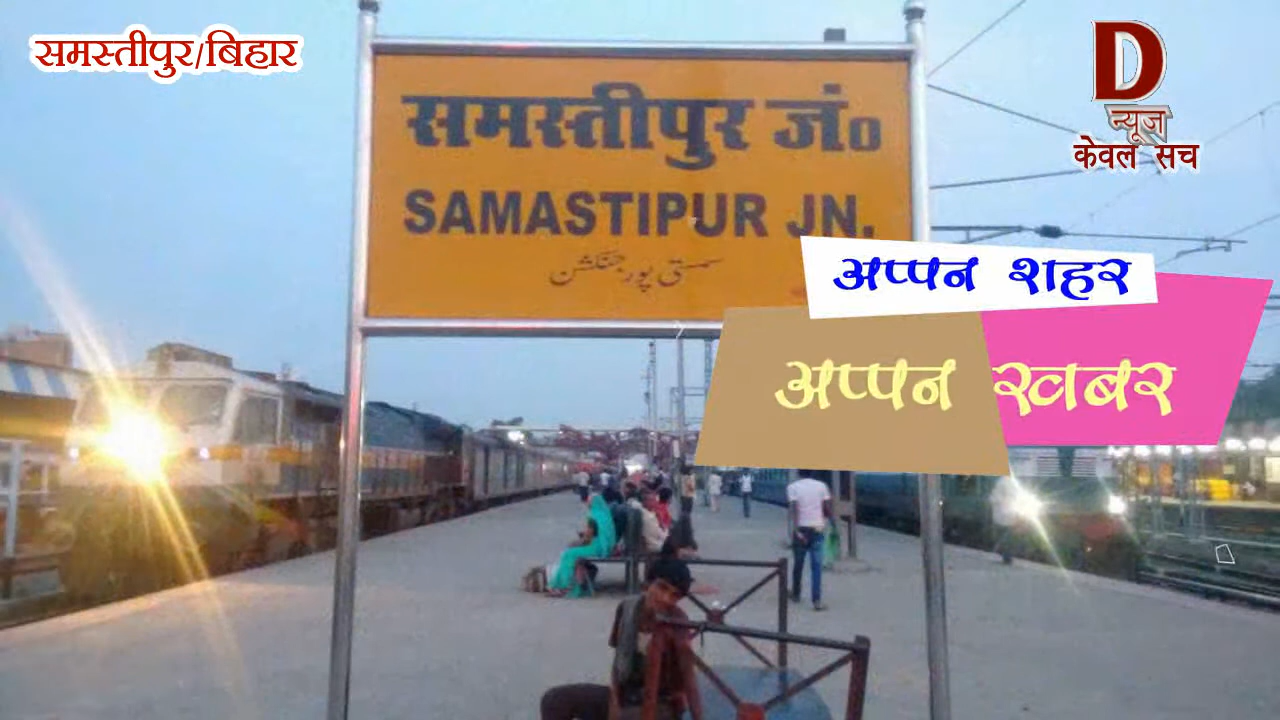 समस्तीपुर/बिहार
D
न्यूज
केवल सच
समस्तीपुर जं०
SAMASTIPUR JN.
سمستی پور جنکشن
अप्पन शहर
अप्पन खबर